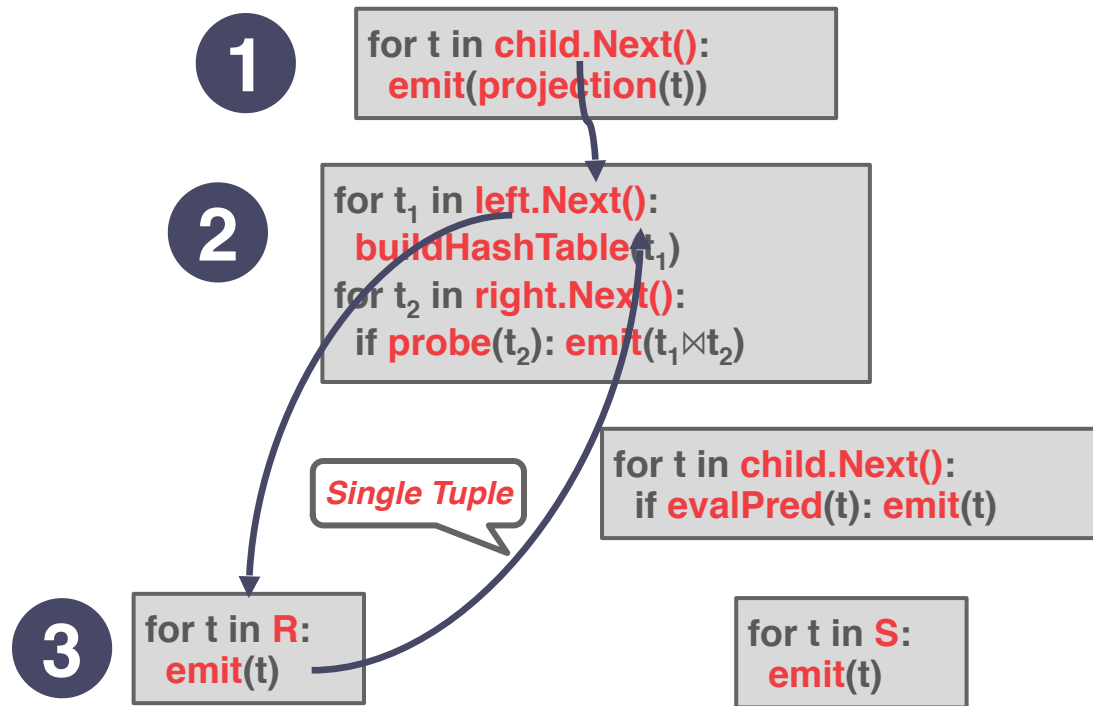 1
for t in child.Next():
emit(projection(t))
2
for t₁ in left.Next():
buildHashTable(t₁)
for t₂ in right.Next():
if probe(t₂): emit(t₁⨝t₂)
for t in child.Next():
if evalPred(t): emit(t)
Single Tuple
3
for t in R:
emit(t)
for t in S:
emit(t)